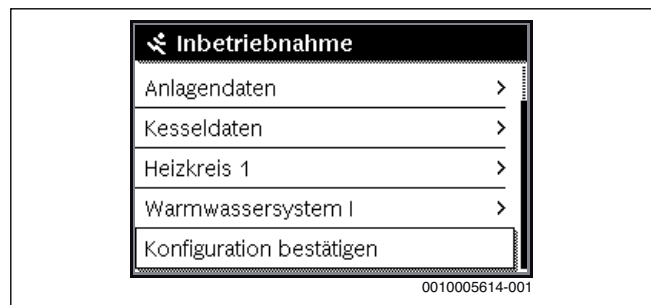 Inbetriebnahme
Anlagendaten >
Kesseldaten >
Heizkreis 1 >
Warmwassersystem I >
Konfiguration bestätigen
0010005614-001